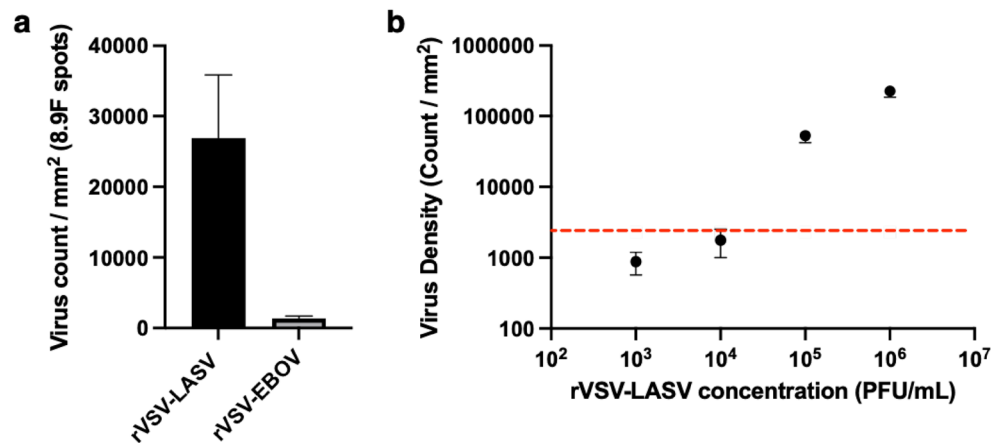 a
Virus count / mm² (8.9F spots)
40000
30000
20000
10000
0
rVSV-LASV
rVSV-EBOV
b
Virus Density (Count / mm²)
1000000
100000
10000
1000
100
10² 10³ 10⁴ 10⁵ 10⁶ 10⁷
rVSV-LASV concentration (PFU/mL)